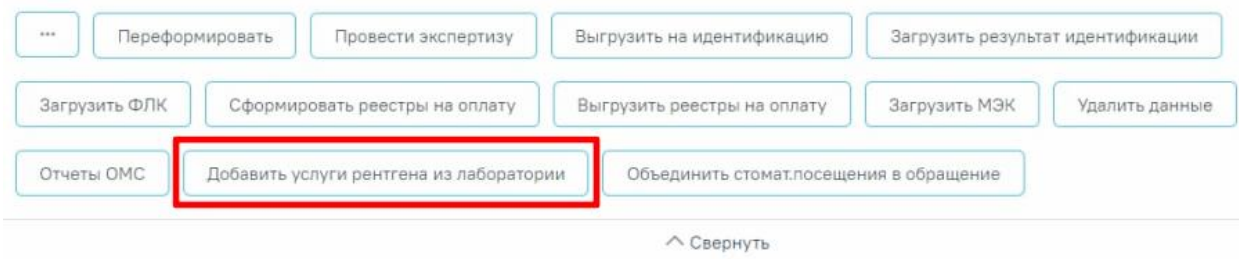 ... Переформировать Провести экспертизу Выгрузить на идентификацию Загрузить результат идентификации
Загрузить ФЛК Сформировать реестры на оплату Выгрузить реестры на оплату Загрузить МЭК Удалить данные
Отчеты ОМС Добавить услуги рентгена из лаборатории Объединить стомат.посещения в обращение
Свернуть